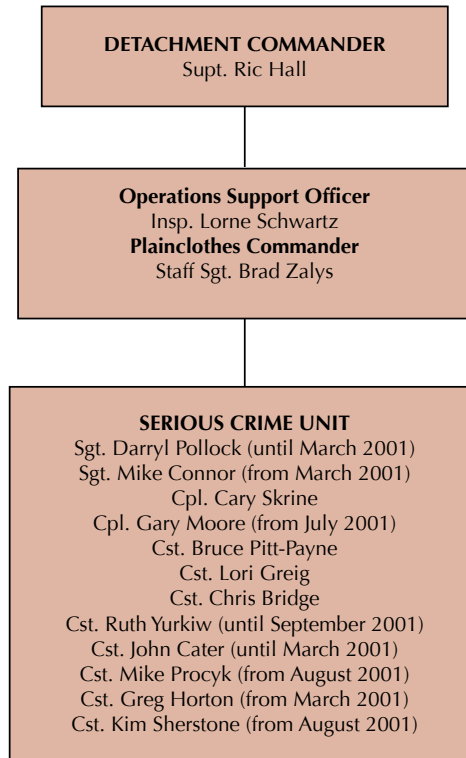 DETACHMENT COMMANDER
Supt. Ric Hall
Operations Support Officer
Insp. Lorne Schwartz
Plainclothes Commander
Staff Sgt. Brad Zalys
SERIOUS CRIME UNIT
Sgt. Darryl Pollock (until March 2001)
Sgt. Mike Connor (from March 2001)
Cpl. Cary Skrine
Cpl. Gary Moore (from July 2001)
Cst. Bruce Pitt-Payne
Cst. Lori Greig
Cst. Chris Bridge
Cst. Ruth Yurkiw (until September 2001)
Cst. John Cater (until March 2001)
Cst. Mike Procyk (from August 2001)
Cst. Greg Horton (from March 2001)
Cst. Kim Sherstone (from August 2001)